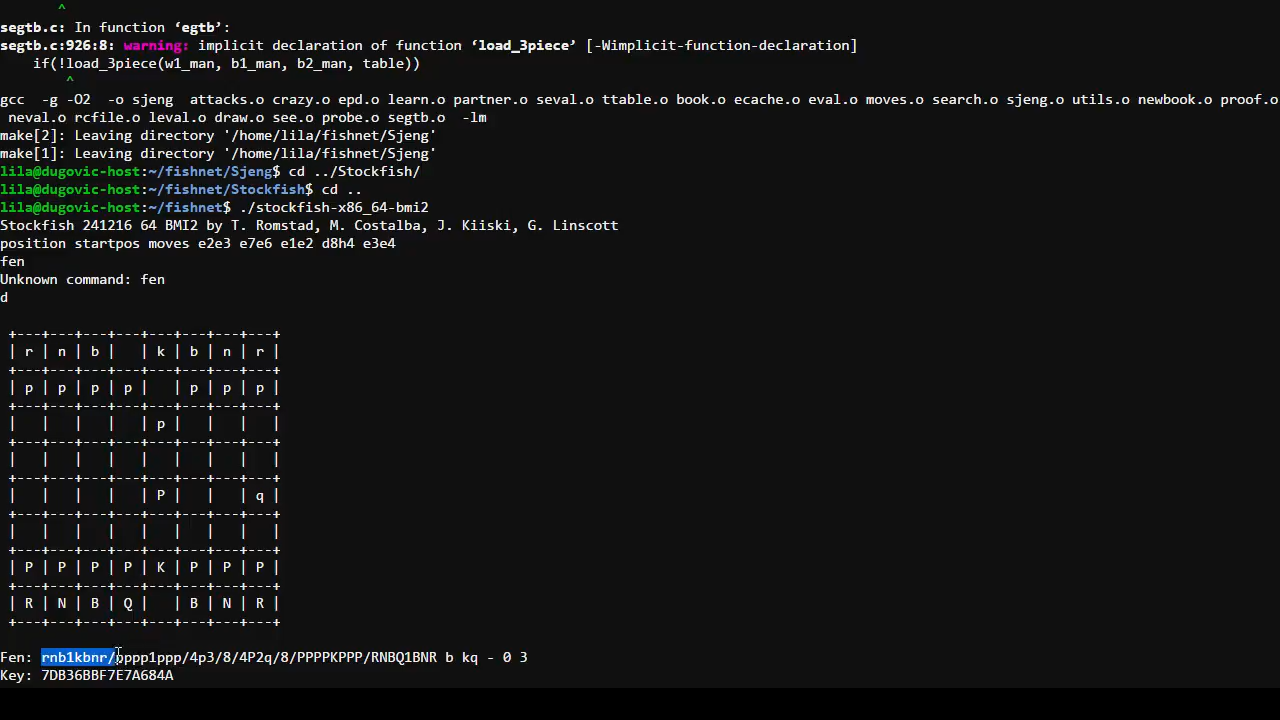 ^
segtb.c: In function ‘egtb’:
segtb.c:926:8: warning: implicit declaration of function ‘load_3piece’ [-Wimplicit-function-declaration]
    if(!load_3piece(w1_man, b1_man, b2_man, table))
        ^
gcc  -g -O2  -o sjeng  attacks.o crazy.o epd.o learn.o partner.o seval.o ttable.o book.o ecache.o eval.o moves.o search.o sjeng.o utils.o newbook.o proof.o
 neval.o rcfile.o leval.o draw.o see.o probe.o segtb.o  -lm
make[2]: Leaving directory '/home/lila/fishnet/Sjeng'
make[1]: Leaving directory '/home/lila/fishnet/Sjeng'
lila@dugovic-host:~/fishnet/Sjeng$ cd ../Stockfish/
lila@dugovic-host:~/fishnet/Stockfish$ cd ..
lila@dugovic-host:~/fishnet$ ./stockfish-x86_64-bmi2
Stockfish 241216 64 BMI2 by T. Romstad, M. Costalba, J. Kiiski, G. Linscott
position startpos moves e2e3 e7e6 e1e2 d8h4 e3e4
fen
Unknown command: fen
d
 +---+---+---+---+---+---+---+---+
 | r | n | b |   | k | b | n | r |
 +---+---+---+---+---+---+---+---+
 | p | p | p | p |   | p | p | p |
 +---+---+---+---+---+---+---+---+
 |   |   |   |   | p |   |   |   |
 +---+---+---+---+---+---+---+---+
 |   |   |   |   |   |   |   |   |
 +---+---+---+---+---+---+---+---+
 |   |   |   |   | P |   |   | q |
 +---+---+---+---+---+---+---+---+
 |   |   |   |   |   |   |   |   |
 +---+---+---+---+---+---+---+---+
 | P | P | P | P | K | P | P | P |
 +---+---+---+---+---+---+---+---+
 | R | N | B | Q |   | B | N | R |
 +---+---+---+---+---+---+---+---+
Fen: rnb1kbnr/pppp1ppp/4p3/8/4P2q/8/PPPPKPPP/RNBQ1BNR b kq - 0 3
Key: 7DB36BBF7E7A684A